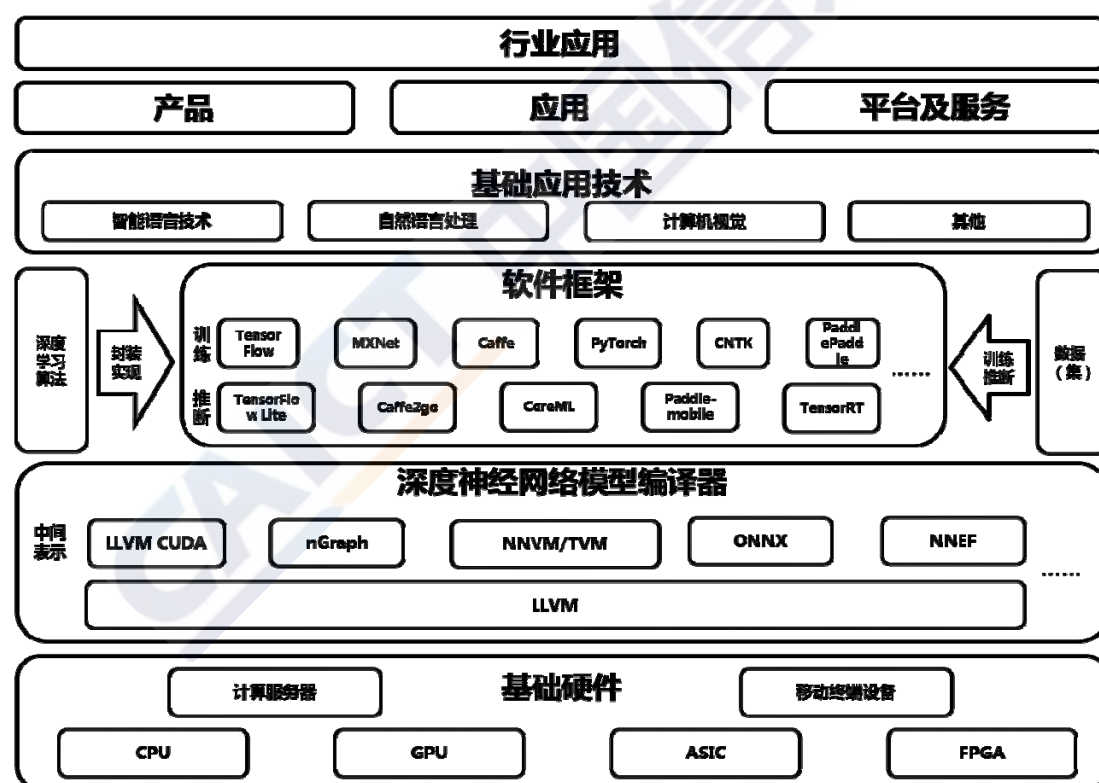 行业应用
产品
应用
平台及服务
基础应用技术
智能语音技术
自然语言处理
计算机视觉
其他
深度
学习
算法
封装
实现
软件框架
训
练
Tensor
Flow
MXNet
Caffe
PyTorch
CNTK
Paddl
ePadd
le
……
推
断
TensorFlo
w Lite
Caffe2go
CoreML
Paddle-
mobile
TensorRT
训练
推断
数据
（集）
深度神经网络模型编译器
中间
表示
LLVM CUDA
nGraph
NNVM/TVM
ONNX
NNEF
……
LLVM
基础硬件
计算服务器
移动终端设备
CPU
GPU
ASIC
FPGA
CAICT 中国信